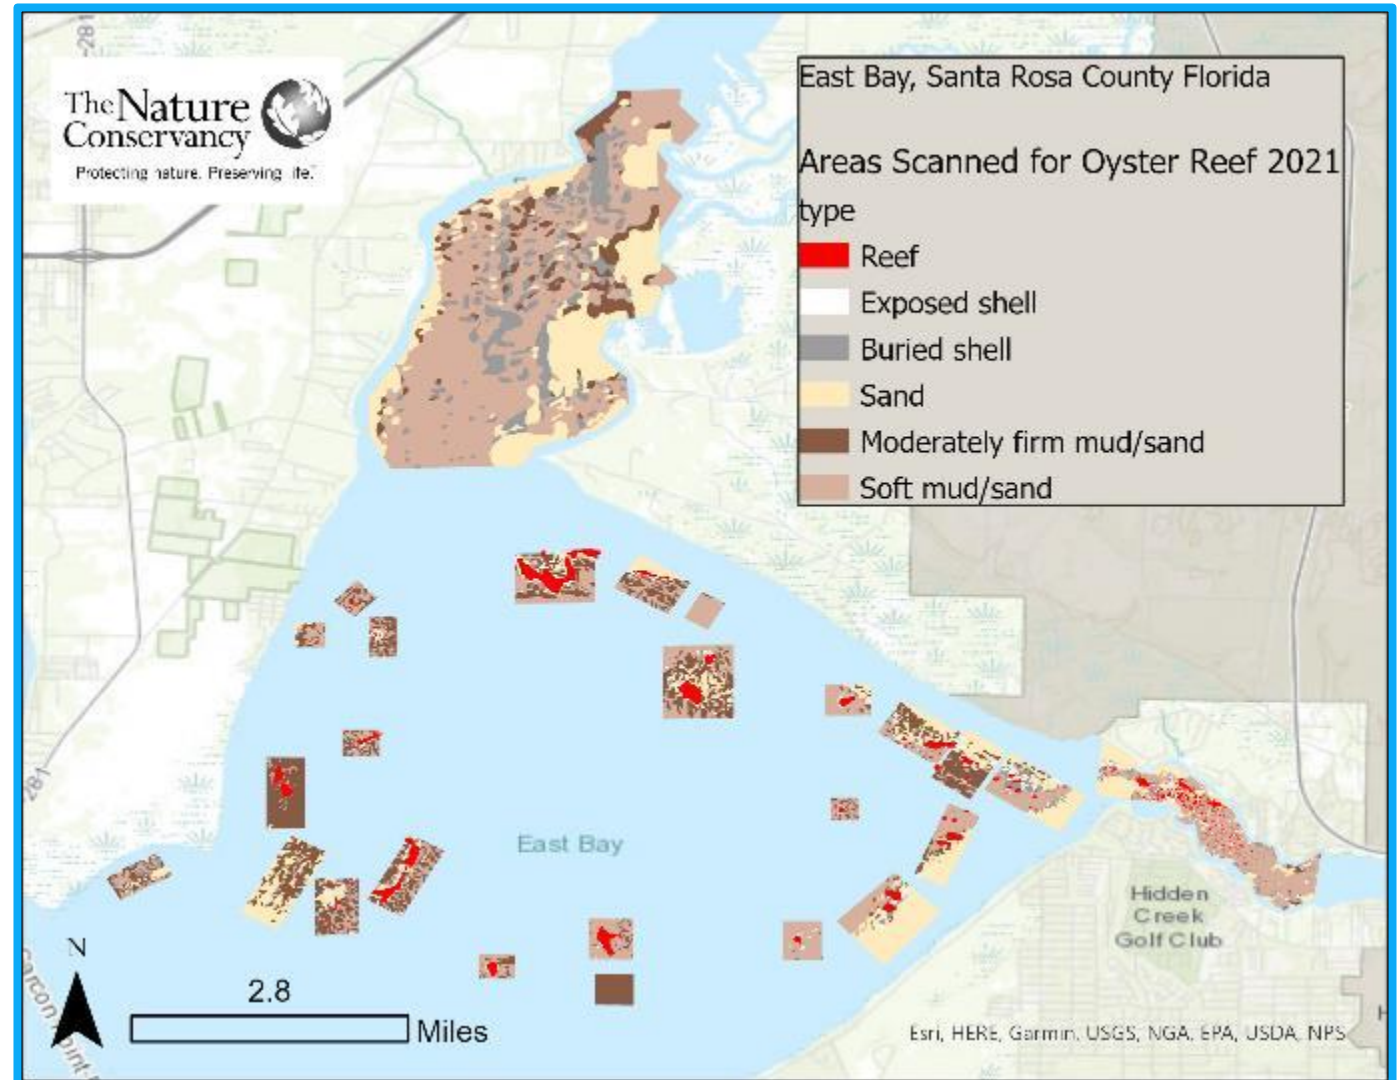 281
The Nature
Conservancy
Protecting nature. Preserving life.™
East Bay, Santa Rosa County Florida
Areas Scanned for Oyster Reef 2021
type
Reef
Exposed shell
Buried shell
Sand
Moderately firm mud/sand
Soft mud/sand
281
East Bay
Hidden
Creek
Golf Club
N
2.8
Miles
Esri, HERE, Garmin, USGS, NGA, EPA, USDA, NPS